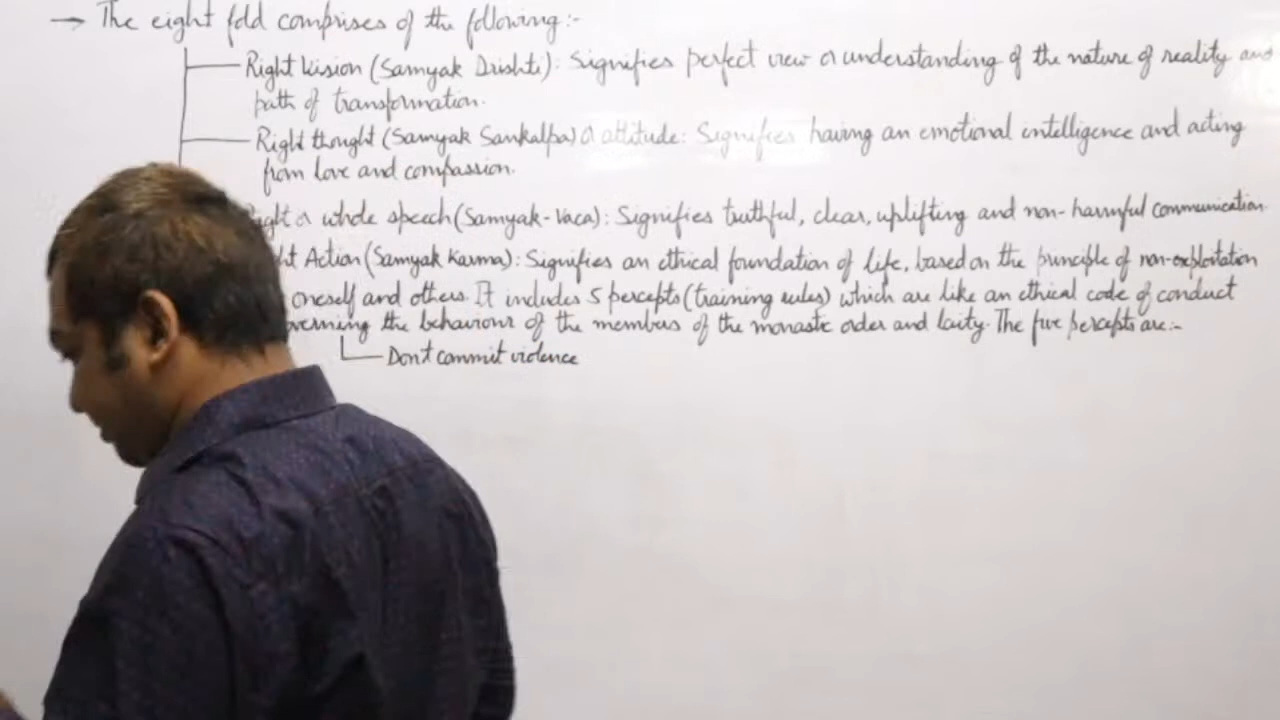 → The eight fold comprises of the following:-
Right Vision (Samyak Drishti): Signifies perfect view or understanding of the nature of reality and
path of transformation.
Right thought (Samyak Sankalpa) or attitude: Signifies having an emotional intelligence and acting
from love and compassion.
or whole speech (Samyak-Vaca): Signifies truthful, clear, uplifting and non-harmful communication
Action (Samyak Karma): Signifies an ethical foundation of life, based on the principle of non-exploitation
oneself and others. It includes 5 percepts (training rules) which are like an ethical code of conduct
the behaviour of the members of the monastic order and laity. The five percepts are:-
Don't commit violence